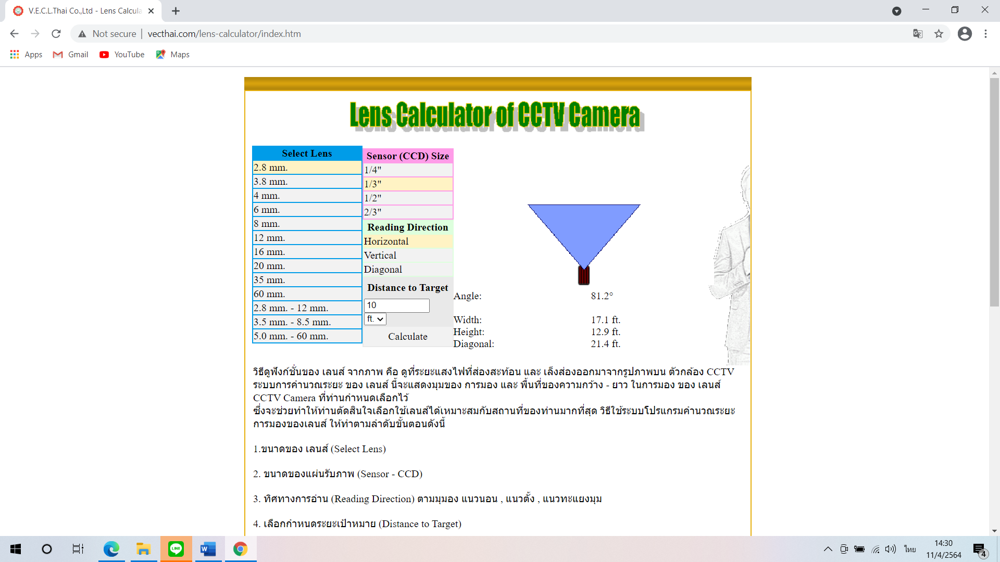 V.E.C.L.Thai Co.,Ltd - Lens Calcula
Not secure
vecthai.com/lens-calculator/index.htm
Apps
Gmail
YouTube
Maps
Lens Calculator of CCTV Camera
Select Lens
2.8 mm.
3.8 mm.
4 mm.
6 mm.
8 mm.
12 mm.
16 mm.
20 mm.
35 mm.
60 mm.
2.8 mm. - 12 mm.
3.5 mm. - 8.5 mm.
5.0 mm. - 60 mm.
Sensor (CCD) Size
1/4"
1/3"
1/2"
2/3"
Reading Direction
Horizontal
Vertical
Diagonal
Distance to Target
10
ft.
Calculate
Angle: 81.2°
Width: 17.1 ft.
Height: 12.9 ft.
Diagonal: 21.4 ft.
วิธีดูฟังก์ชั่นของ เลนส์ จากภาพ คือ ดูที่ระยะแสงไฟที่ส่องสะท้อน และ เล็งส่องออกมาจากรูปภาพบน ตัวกล้อง CCTV
ระบบการคำนวณระยะ ของ เลนส์ นี้จะแสดงมุมของ การมอง และ พื้นที่ของความกว้าง - ยาว ในการมอง ของ เลนส์
CCTV Camera ที่ท่านกำหนดเลือกไว้
ซึ่งจะช่วยทำให้ท่านตัดสินใจเลือกใช้เลนส์ได้เหมาะสมกับสถานที่ของท่านมากที่สุด วิธีใช้ระบบโปรแกรมคำนวณระยะ
การมองของเลนส์ ให้ทำตามลำดับขั้นตอนดังนี้
1.ขนาดของ เลนส์ (Select Lens)
2. ขนาดของแผ่นรับภาพ (Sensor - CCD)
3. ทิศทางการอ่าน (Reading Direction) ตามมุมอง แนวนอน , แนวตั้ง , แนวทะแยงมุม
4. เลือกกำหนดระยะเป้าหมาย (Distance to Target)
LINE
W
ไทย
14:30
11/4/2564
4